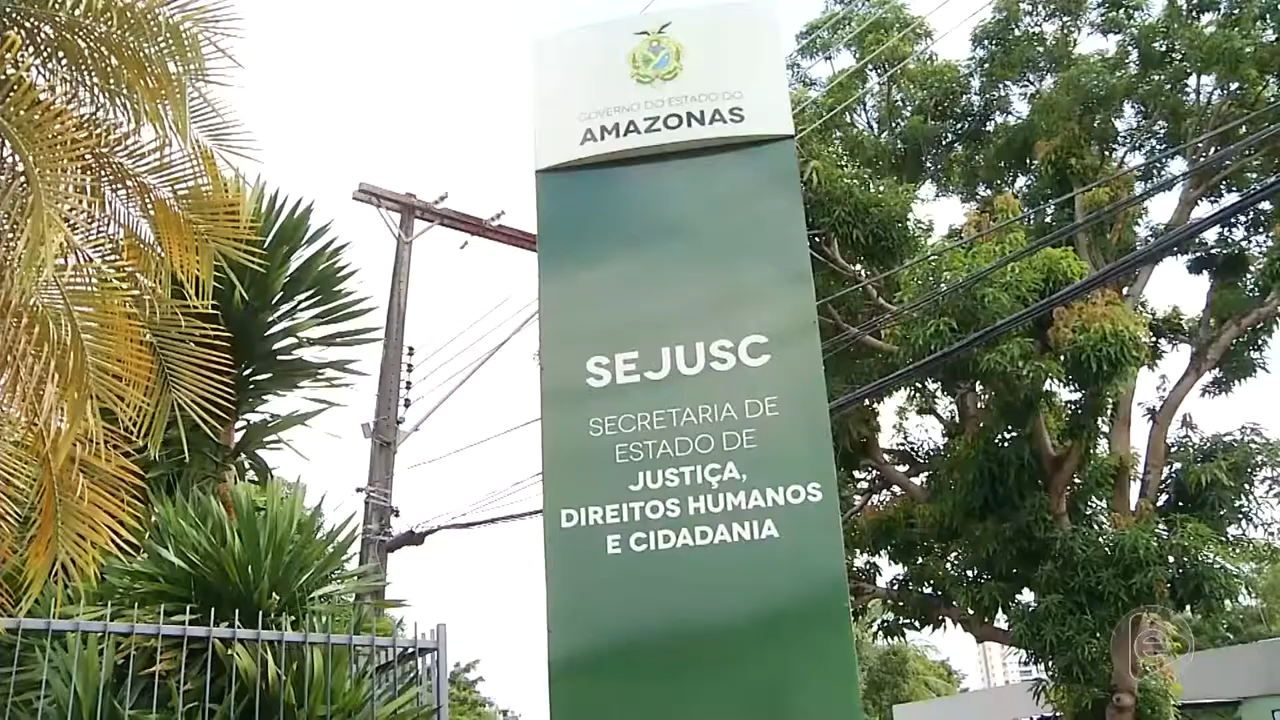 GOVERNO DO ESTADO DO
AMAZONAS
SEJUSC
SECRETARIA DE
ESTADO DE
JUSTIÇA,
DIREITOS HUMANOS
E CIDADANIA